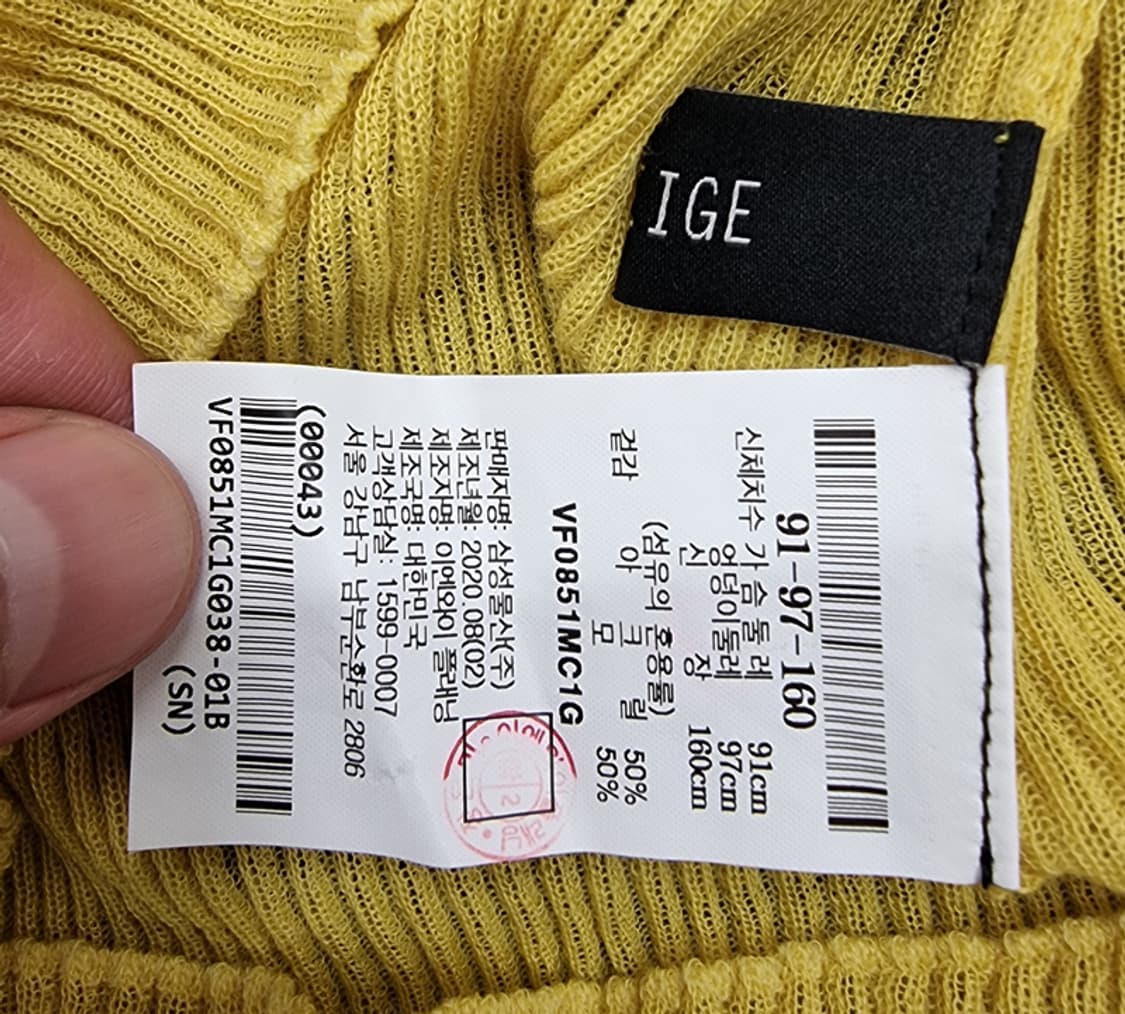 IGE
91-97-160
신체치수 가 슴 둘 레 91cm
엉덩이둘레 97cm
신 장 160cm
(섬유의 혼용률)
겉감 아 크 릴 50%
모 50%
VF0851MC1G
판매자명: 삼성물산(주)
제조년월: 2020.08(02)
제조자명: 이엔와이 플래닝
제조국명: 대한민국
고객상담실: 1599-0007
서울 강남구 남부순환로 2806
(00043)
VF0851MC1G038-01B
(SN)